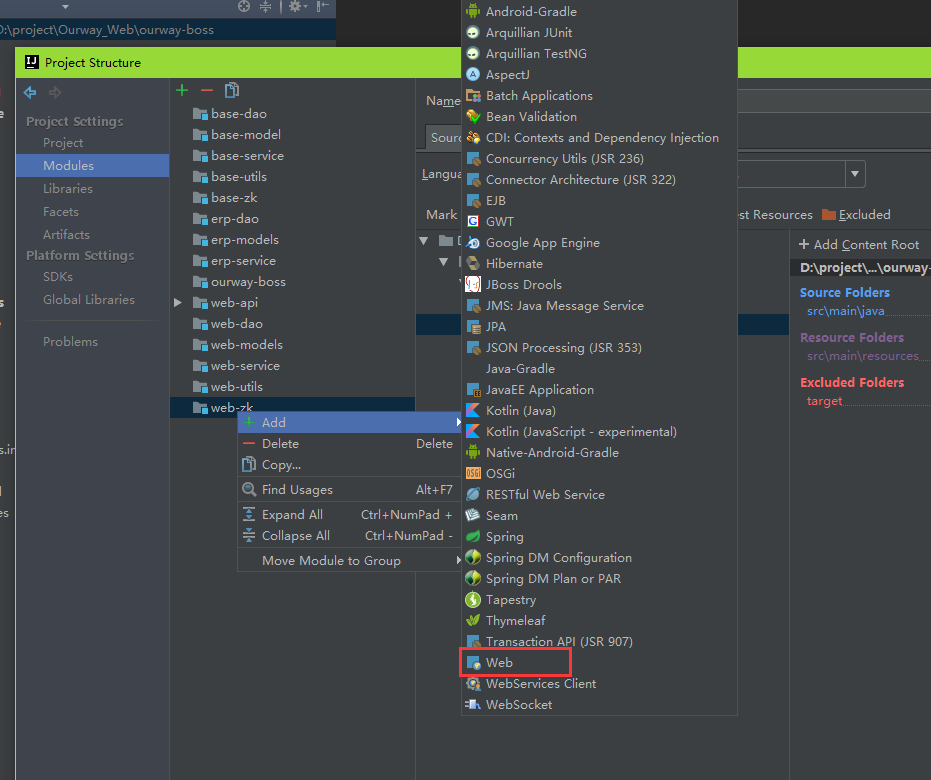 D:\project\Ourway_Web\ourway-boss
Project Structure
Project Settings
Project
Modules
Libraries
Facets
Artifacts
Platform Settings
SDKs
Global Libraries
Problems
base-dao
base-model
base-service
base-utils
base-zk
erp-dao
erp-models
erp-service
ourway-boss
web-api
web-dao
web-models
web-service
web-utils
web-zk
Add
Delete Delete
Copy...
Find Usages Alt+F7
Expand All Ctrl+NumPad +
Collapse All Ctrl+NumPad -
Move Module to Group
Android-Gradle
Arquillian JUnit
Arquillian TestNG
AspectJ
Batch Applications
Bean Validation
CDI: Contexts and Dependency Injection
Concurrency Utils (JSR 236)
Connector Architecture (JSR 322)
EJB
GWT
Google App Engine
Hibernate
JBoss Drools
JMS: Java Message Service
JPA
JSON Processing (JSR 353)
Java-Gradle
JavaEE Application
Kotlin (Java)
Kotlin (JavaScript - experimental)
Native-Android-Gradle
OSGi
RESTful Web Service
Seam
Spring
Spring DM Configuration
Spring DM Plan or PAR
Tapestry
Thymeleaf
Transaction API (JSR 907)
Web
WebServices Client
WebSocket
Name
Sourc
Langua
Mark
est Resources Excluded
+ Add Content Root
D:\project\...\ourway-
Source Folders
src\main\java
Resource Folders
src\main\resources
Excluded Folders
target